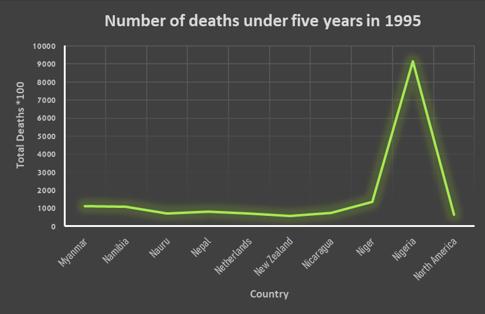 Number of deaths under five years in 1995
10000
9000
8000
7000
6000
5000
4000
3000
2000
1000
0
Total Deaths *100
Myanmar
Namibia
Nauru
Nepal
Netherlands
New Zealand
Nicaragua
Niger
Nigeria
North America
Country